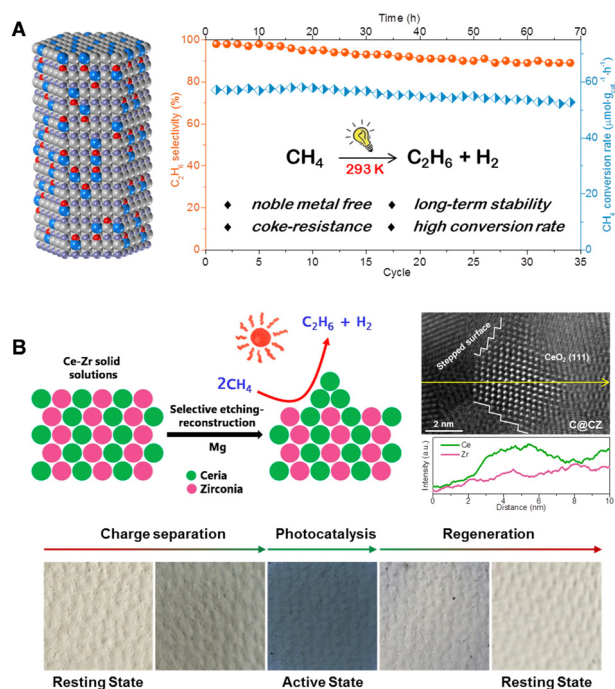 A
Time (h)
0 10 20 30 40 50 60 70
100
80
60
40
20
0
C₂H₆ selectivity (%)
60
40
20
0
CH₄ conversion rate (μmol·g_cat⁻¹·h⁻¹)
CH₄ 293 K C₂H₆ + H₂
noble metal free long-term stability
coke-resistance high conversion rate
0 5 10 15 20 25 30 35
Cycle
B
Ce-Zr solid
solutions
C₂H₆ + H₂
2CH₄
Selective etching-
reconstruction
Mg
Ceria
Zirconia
Stepped surface
CeO₂ (111)
2 nm
C@CZ
Intensity (a.u.)
Ce
Zr
0 2 4 6 8 10
Distance (nm)
Charge separation Photocatalysis Regeneration
Resting State Active State Resting State